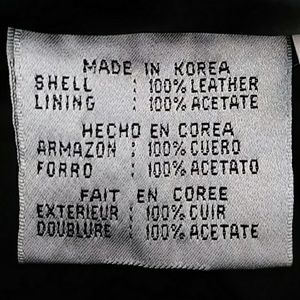 MADE IN KOREA
SHELL : 100% LEATHER
LINING : 100% ACETATE
HECHO EN COREA
ARMAZON : 100% CUERO
FORRO : 100% ACETATO
FAIT EN COREE
EXTERIEUR : 100% CUIR
DOUBLURE : 100% ACETATE